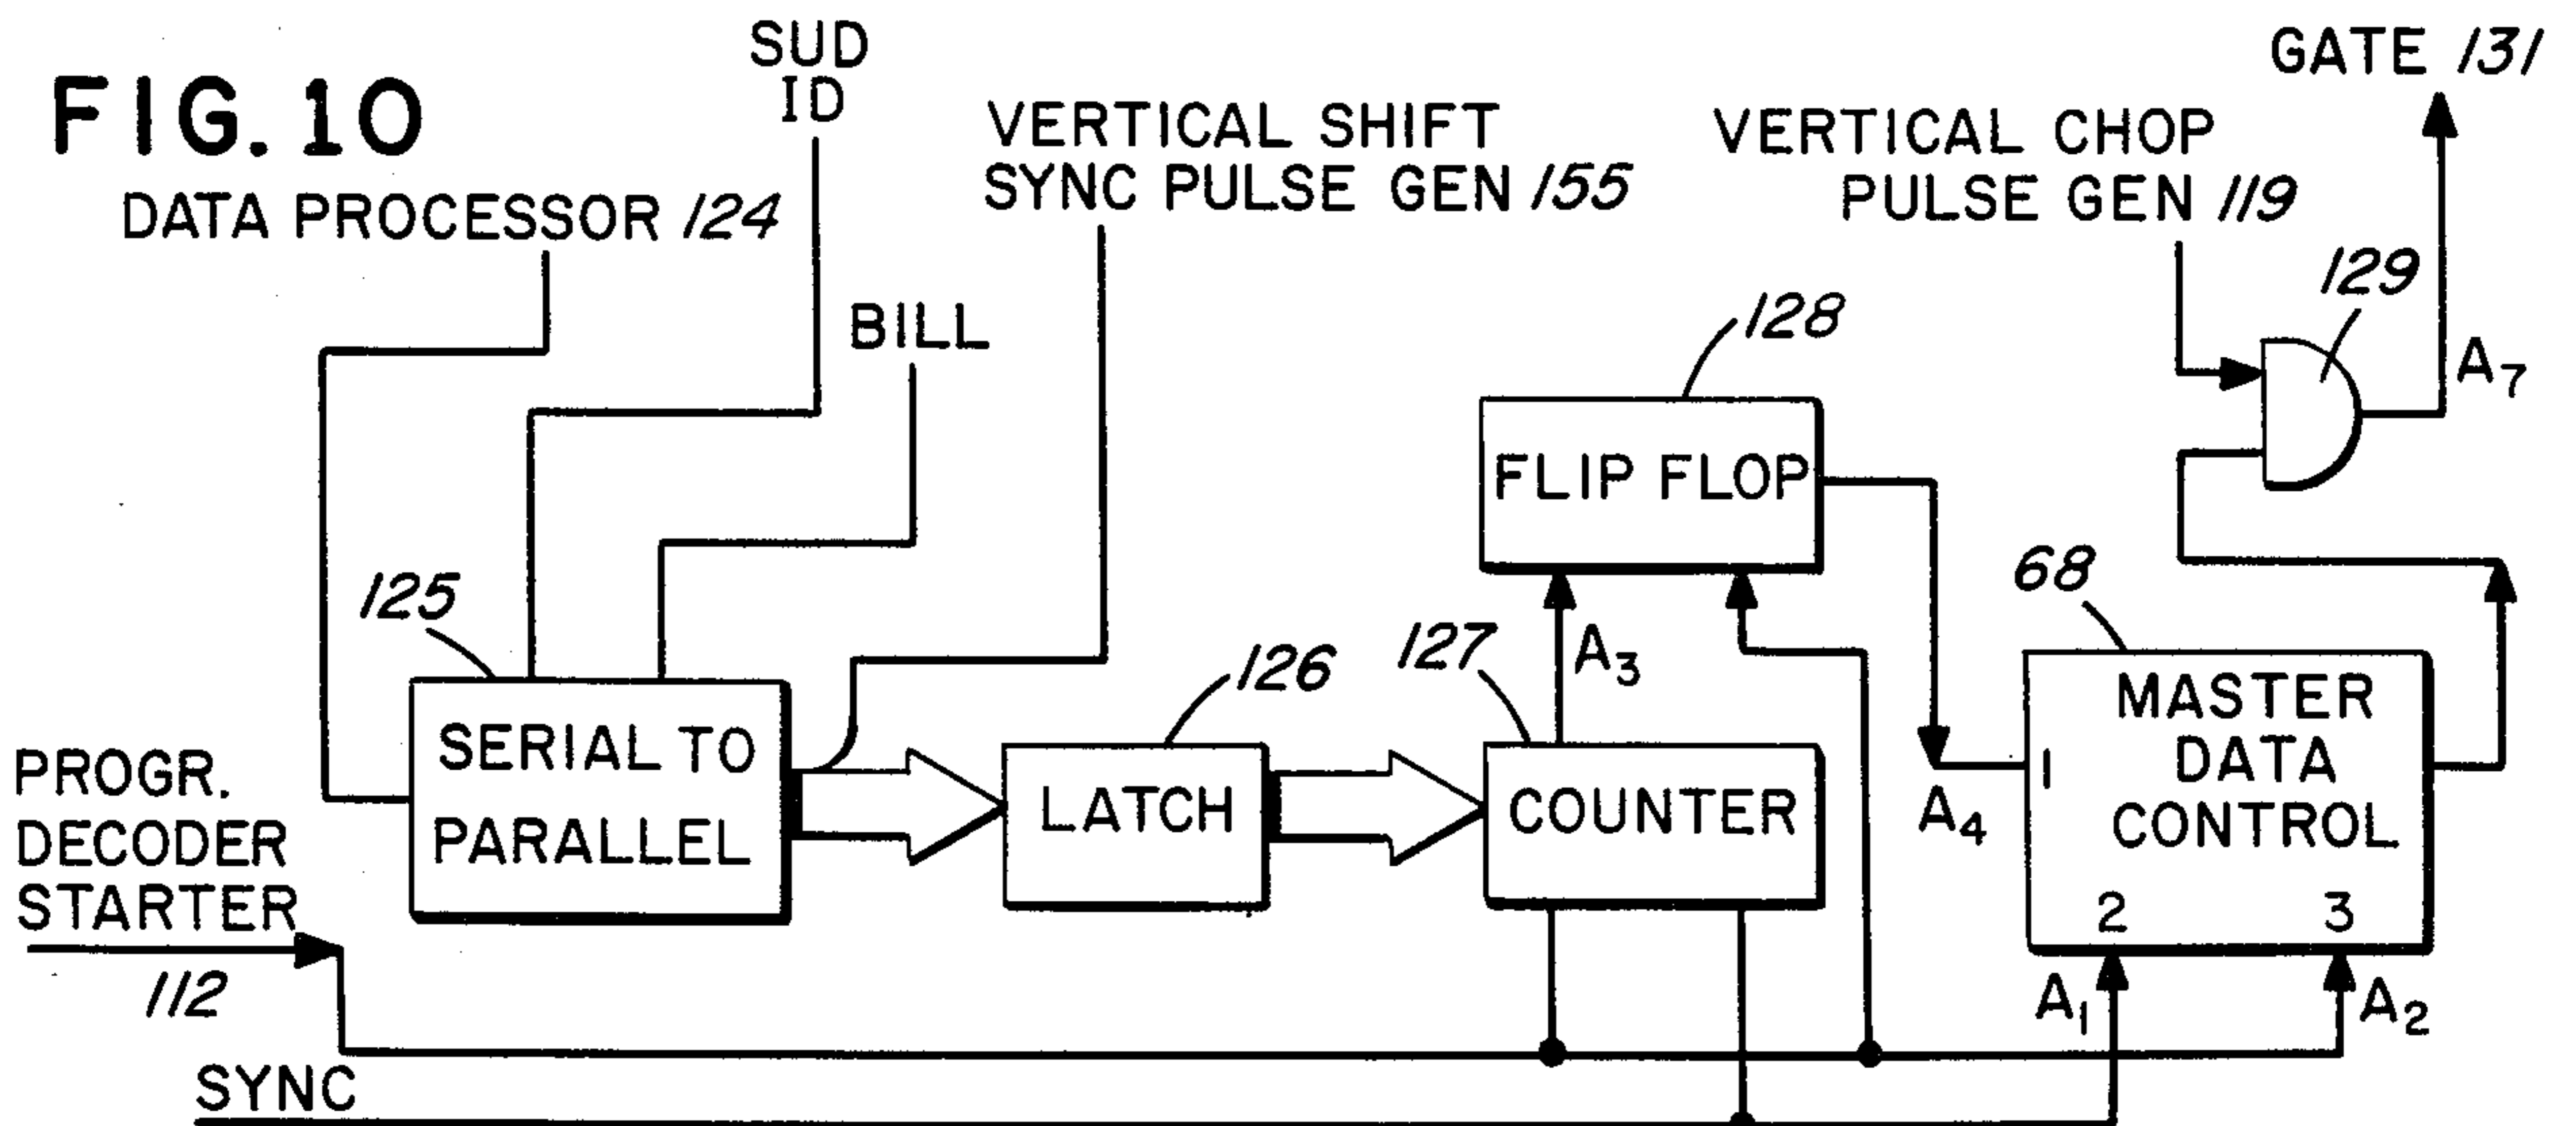 FIG. 10
SUD
ID
GATE 131
VERTICAL SHIFT
SYNC PULSE GEN 155
VERTICAL CHOP
PULSE GEN 119
DATA PROCESSOR 124
129
BILL
128
A7
FLIP FLOP
68
125
126
127
A3
SERIAL TO
PARALLEL
LATCH
COUNTER
A4
1
MASTER
DATA
CONTROL
2 3
PROGR.
DECODER
STARTER
112
A1
A2
SYNC